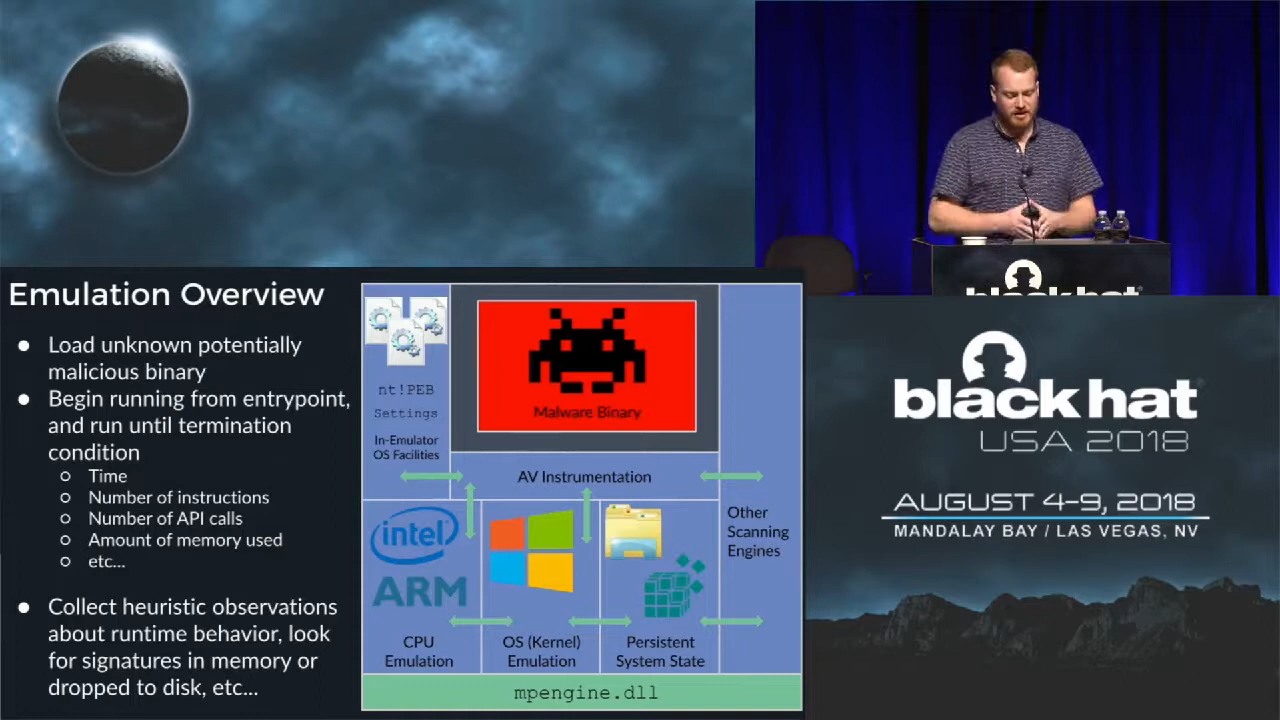 Emulation Overview
● Load unknown potentially
malicious binary
● Begin running from entrypoint,
and run until termination
condition
○ Time
○ Number of instructions
○ Number of API calls
○ Amount of memory used
○ etc...
● Collect heuristic observations
about runtime behavior, look
for signatures in memory or
dropped to disk, etc...
nt!PEB
Settings
In-Emulator
OS Facilities
Malware Binary
AV Instrumentation
Other
Scanning
Engines
intel
ARM
CPU
Emulation
OS (Kernel)
Emulation
Persistent
System State
mpengine.dll
black hat
black hat
USA 2018
AUGUST 4-9, 2018
MANDALAY BAY / LAS VEGAS, NV